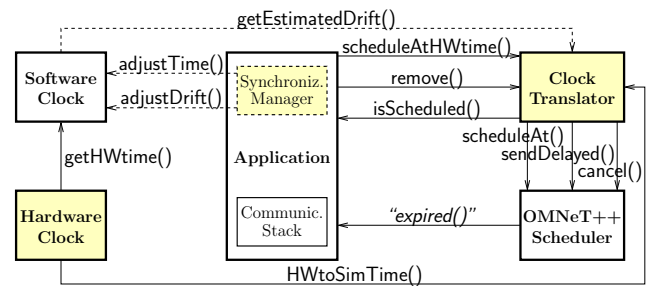 getEstimatedDrift()
Software
Clock
adjustTime()
adjustDrift()
Synchroniz.
Manager
scheduleAtHWtime()
remove()
isScheduled()
Clock
Translator
scheduleAt()
sendDelayed()
cancel()
getHWtime()
Application
Hardware
Clock
Communic.
Stack
“expired()”
OMNeT++
Scheduler
HWtoSimTime()